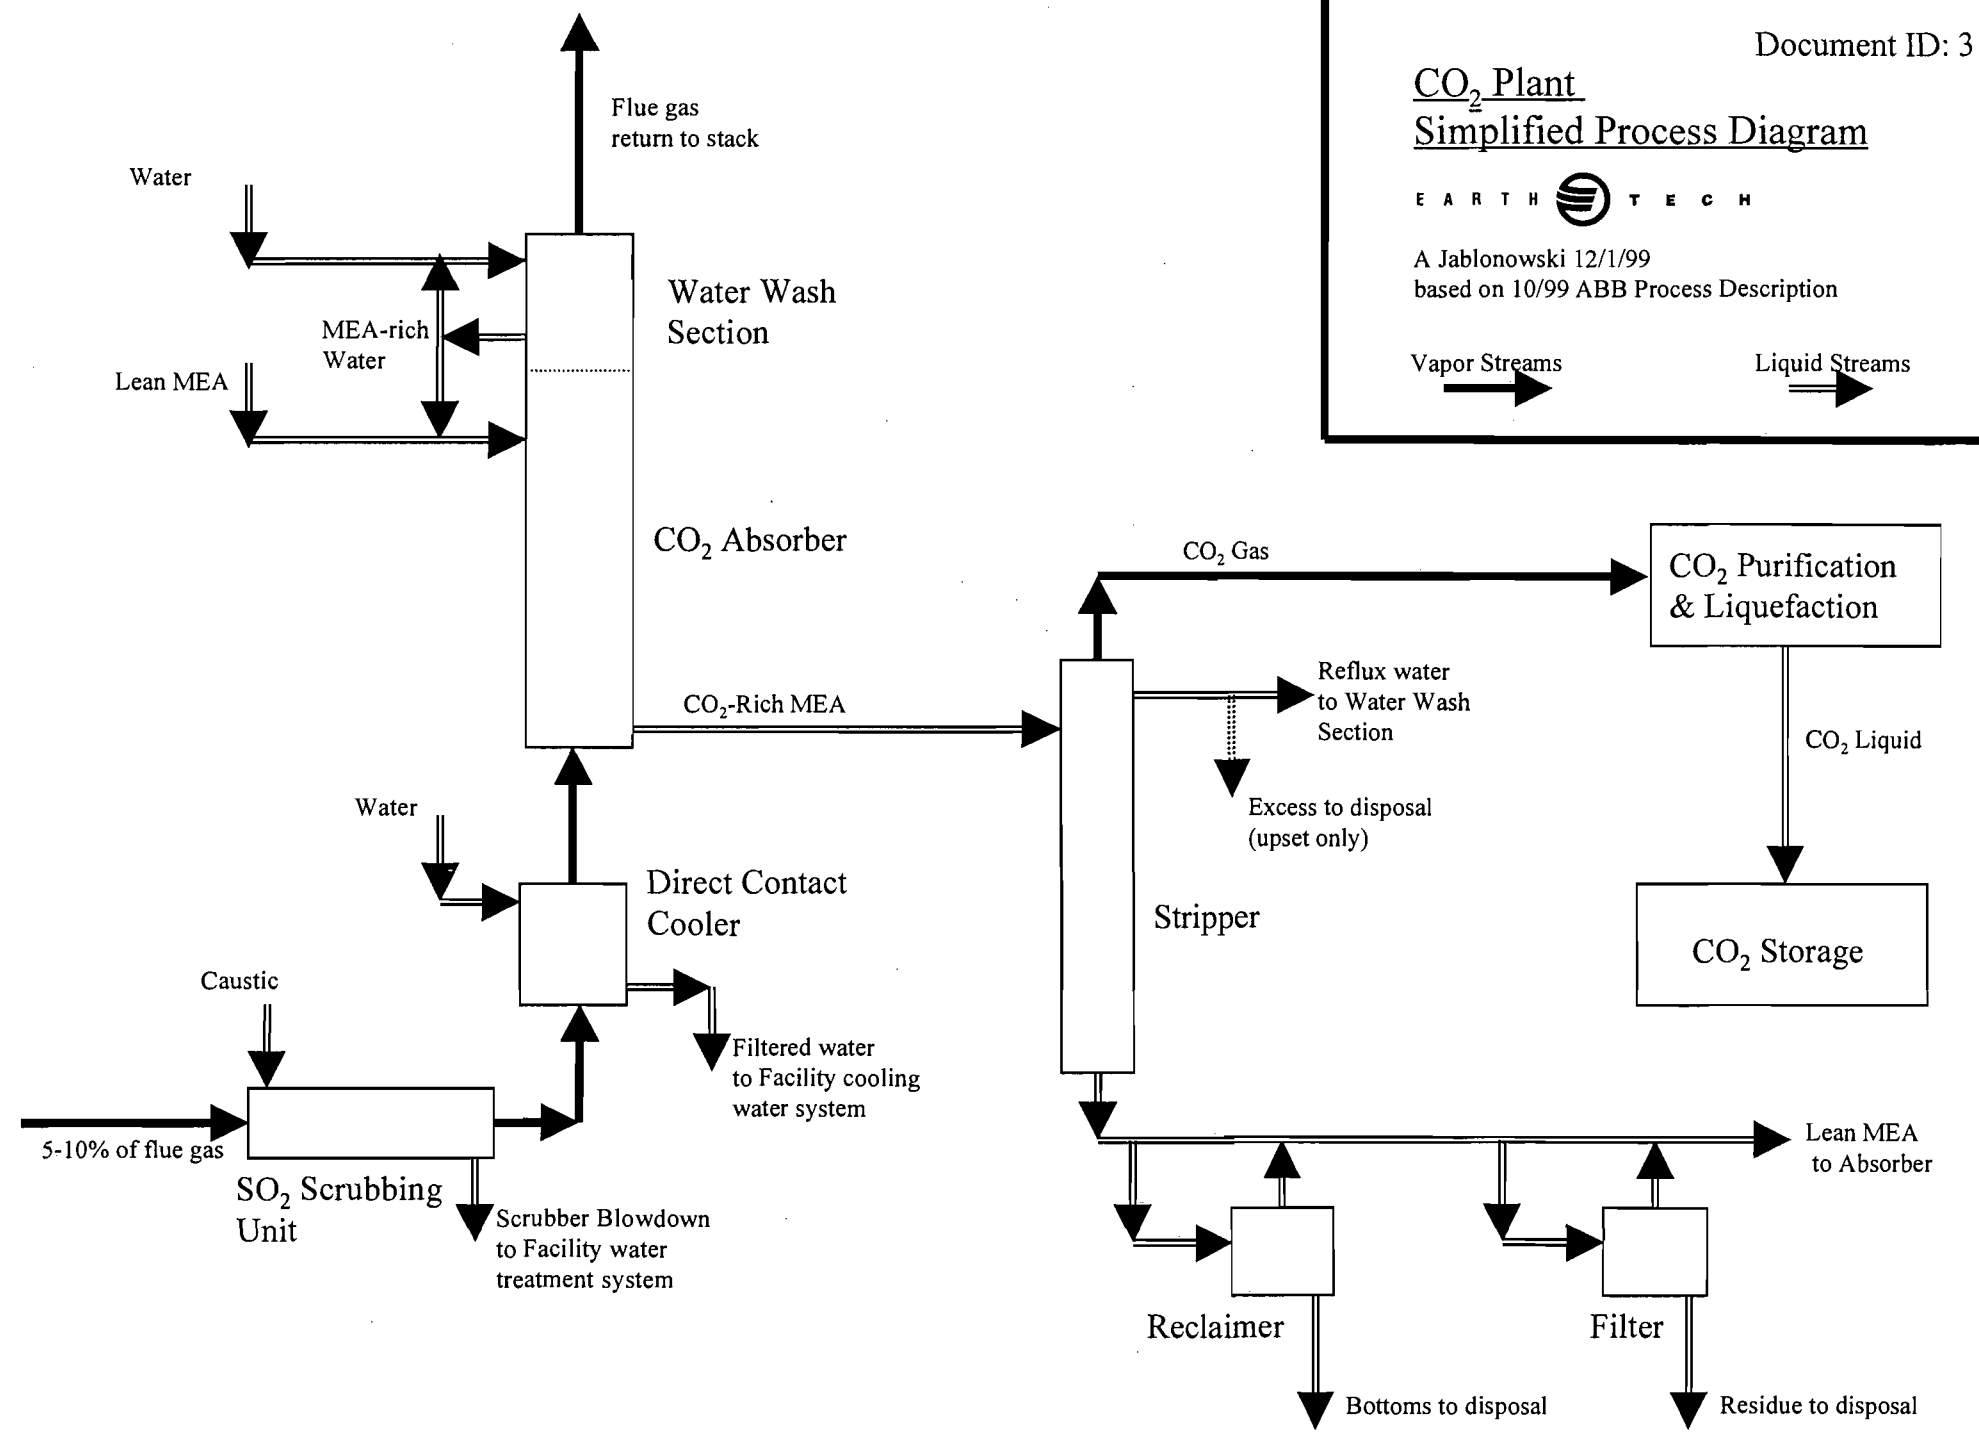 Document ID: 3
CO₂ Plant
Simplified Process Diagram
EARTH TECH
A Jablonowski 12/1/99
based on 10/99 ABB Process Description
Vapor Streams
Liquid Streams
Flue gas
return to stack
Water
Water Wash
Section
MEA-rich
Water
Lean MEA
CO₂ Absorber
CO₂ Gas
CO₂ Purification
& Liquefaction
CO₂-Rich MEA
Reflux water
to Water Wash
Section
CO₂ Liquid
Excess to disposal
(upset only)
Water
Direct Contact
Cooler
Stripper
CO₂ Storage
Caustic
Filtered water
to Facility cooling
water system
5-10% of flue gas
SO₂ Scrubbing
Unit
Scrubber Blowdown
to Facility water
treatment system
Lean MEA
to Absorber
Reclaimer
Filter
Bottoms to disposal
Residue to disposal